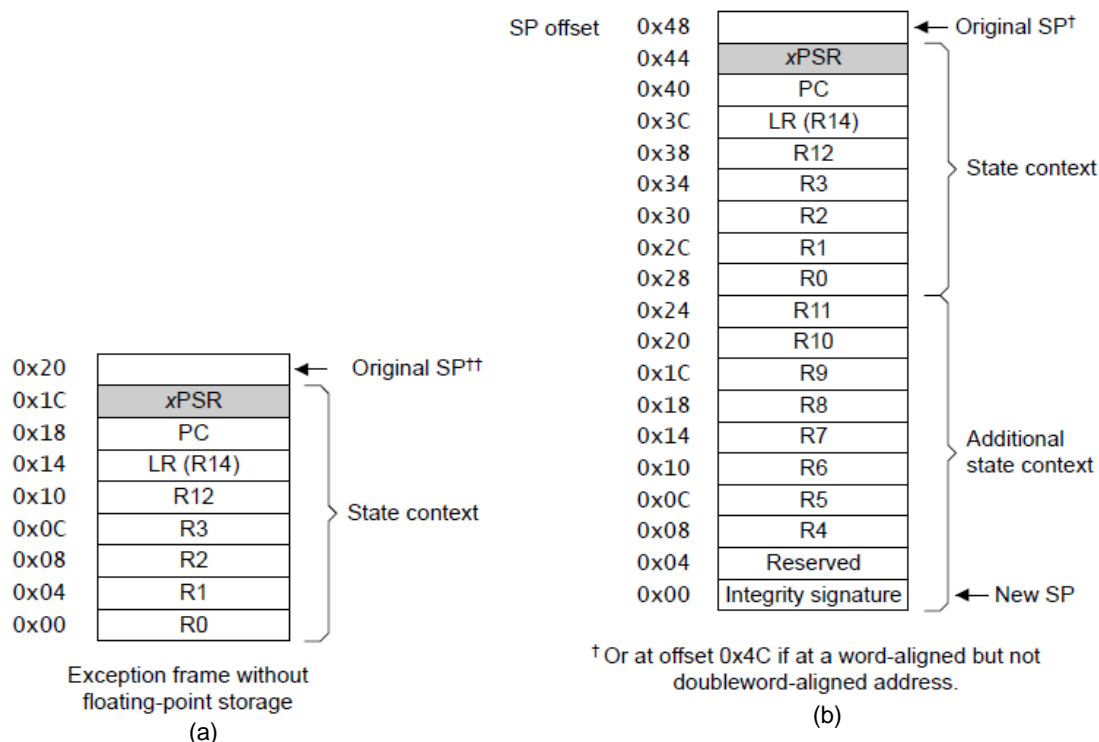 0x20 Original SP††
0x1C xPSR
0x18 PC
0x14 LR (R14)
0x10 R12
0x0C R3 State context
0x08 R2
0x04 R1
0x00 R0
Exception frame without
floating-point storage
(a)
SP offset 0x48 Original SP†
0x44 xPSR
0x40 PC
0x3C LR (R14)
0x38 R12
0x34 R3 State context
0x30 R2
0x2C R1
0x28 R0
0x24 R11
0x20 R10
0x1C R9
0x18 R8
0x14 R7 Additional
0x10 R6 state context
0x0C R5
0x08 R4
0x04 Reserved
0x00 Integrity signature New SP
† Or at offset 0x4C if at a word-aligned but not
doubleword-aligned address.
(b)